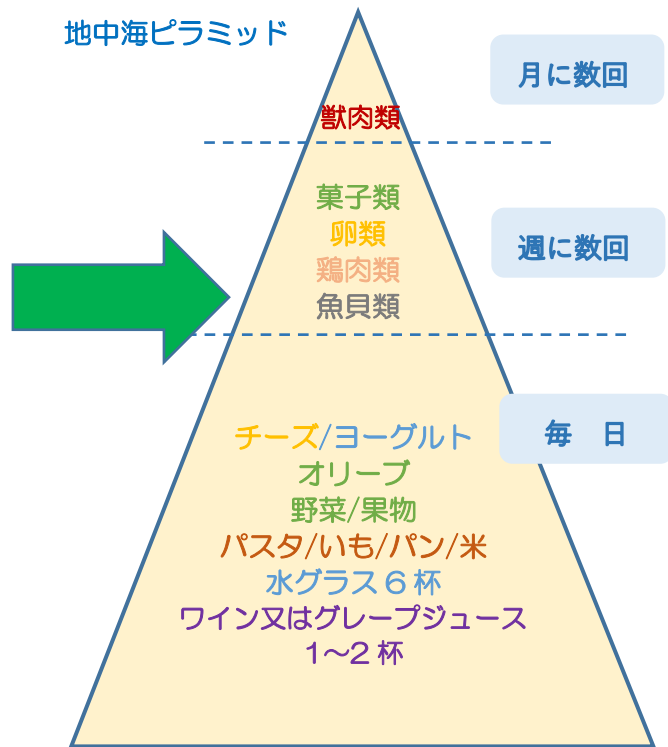 地中海ピラミッド
月に数回
獣肉類
菓子類
卵類
鶏肉類
魚貝類
週に数回
毎　日
チーズ/ヨーグルト
オリーブ
野菜/果物
パスタ/いも/パン/米
水グラス６杯
ワイン又はグレープジュース
1～2 杯